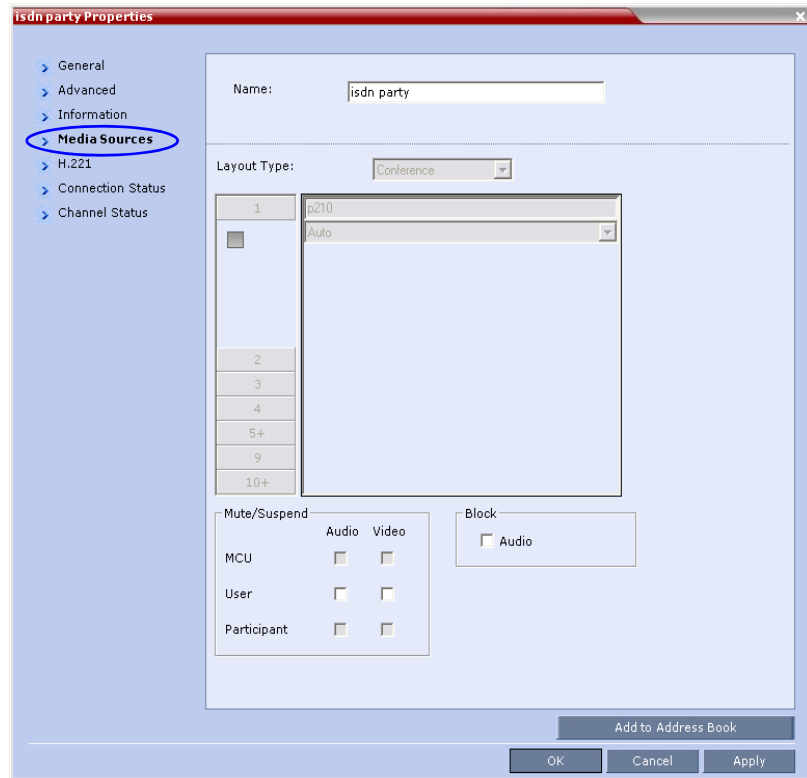 isdn party Properties
x
General
Advanced
Information
Media Sources
H.221
Connection Status
Channel Status
Name: isdn party
Layout Type: Conference
1
p210
Auto
2
3
4
5+
9
10+
Mute/Suspend
Audio Video
MCU
User
Participant
Block
Audio
Add to Address Book
OK Cancel Apply